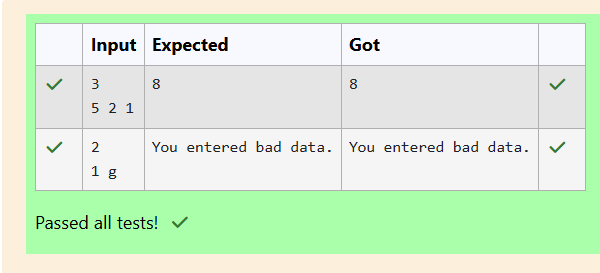 Input Expected Got
3 8 8
5 2 1
2 You entered bad data. You entered bad data.
1 g
Passed all tests!